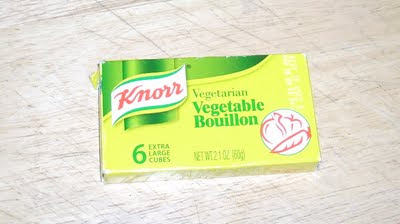 Knorr
Vegetarian
Vegetable
Bouillon
6 EXTRA
LARGE
CUBES
NET WT. 2.1 OZ. (60g)